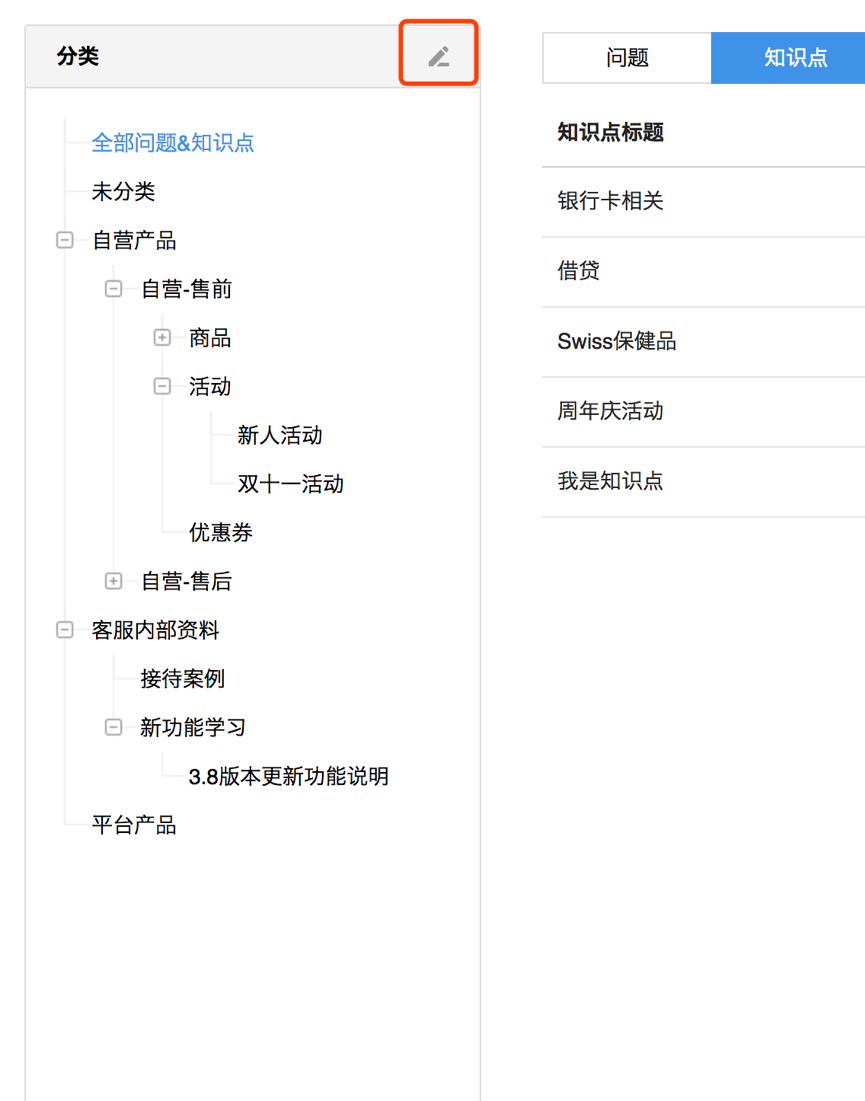 分类
全部问题&知识点
未分类
自营产品
自营-售前
商品
活动
新人活动
双十一活动
优惠券
自营-售后
客服内部资料
接待案例
新功能学习
3.8版本更新功能说明
平台产品
问题
知识点
知识点标题
银行卡相关
借贷
Swiss保健品
周年庆活动
我是知识点